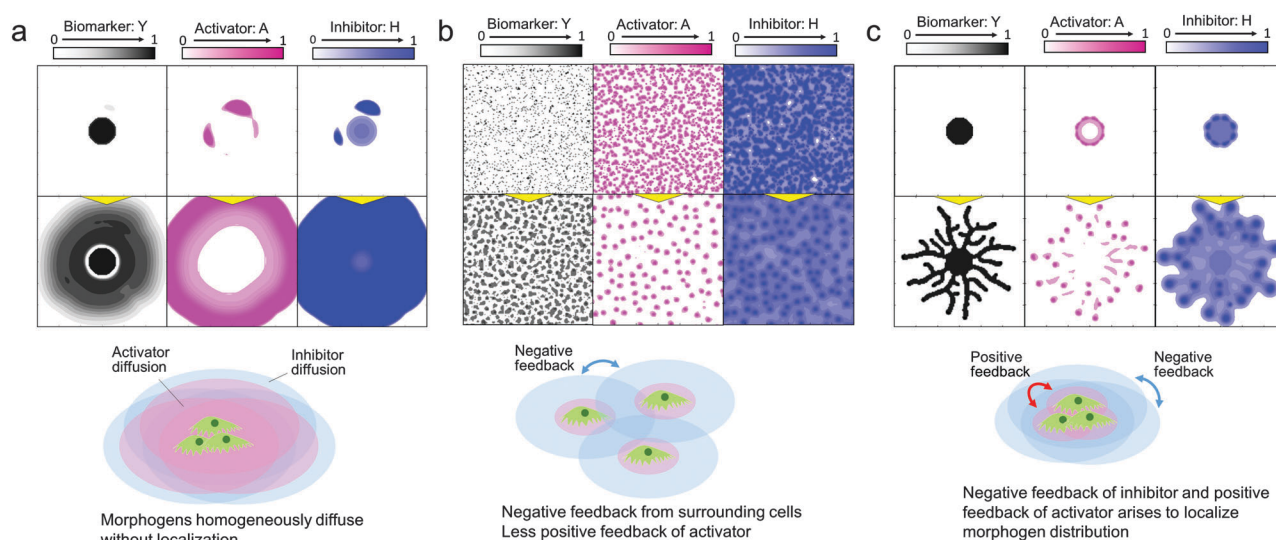 a
Biomarker: Y
0 1
Activator: A
0 1
Inhibitor: H
0 1
Activator
diffusion
Inhibitor
diffusion
Morphogens homogeneously diffuse
without localization
b
Biomarker: Y
0 1
Activator: A
0 1
Inhibitor: H
0 1
Negative
feedback
Negative feedback from surrounding cells
Less positive feedback of activator
c
Biomarker: Y
0 1
Activator: A
0 1
Inhibitor: H
0 1
Positive
feedback
Negative
feedback
Negative feedback of inhibitor and positive
feedback of activator arises to localize
morphogen distribution